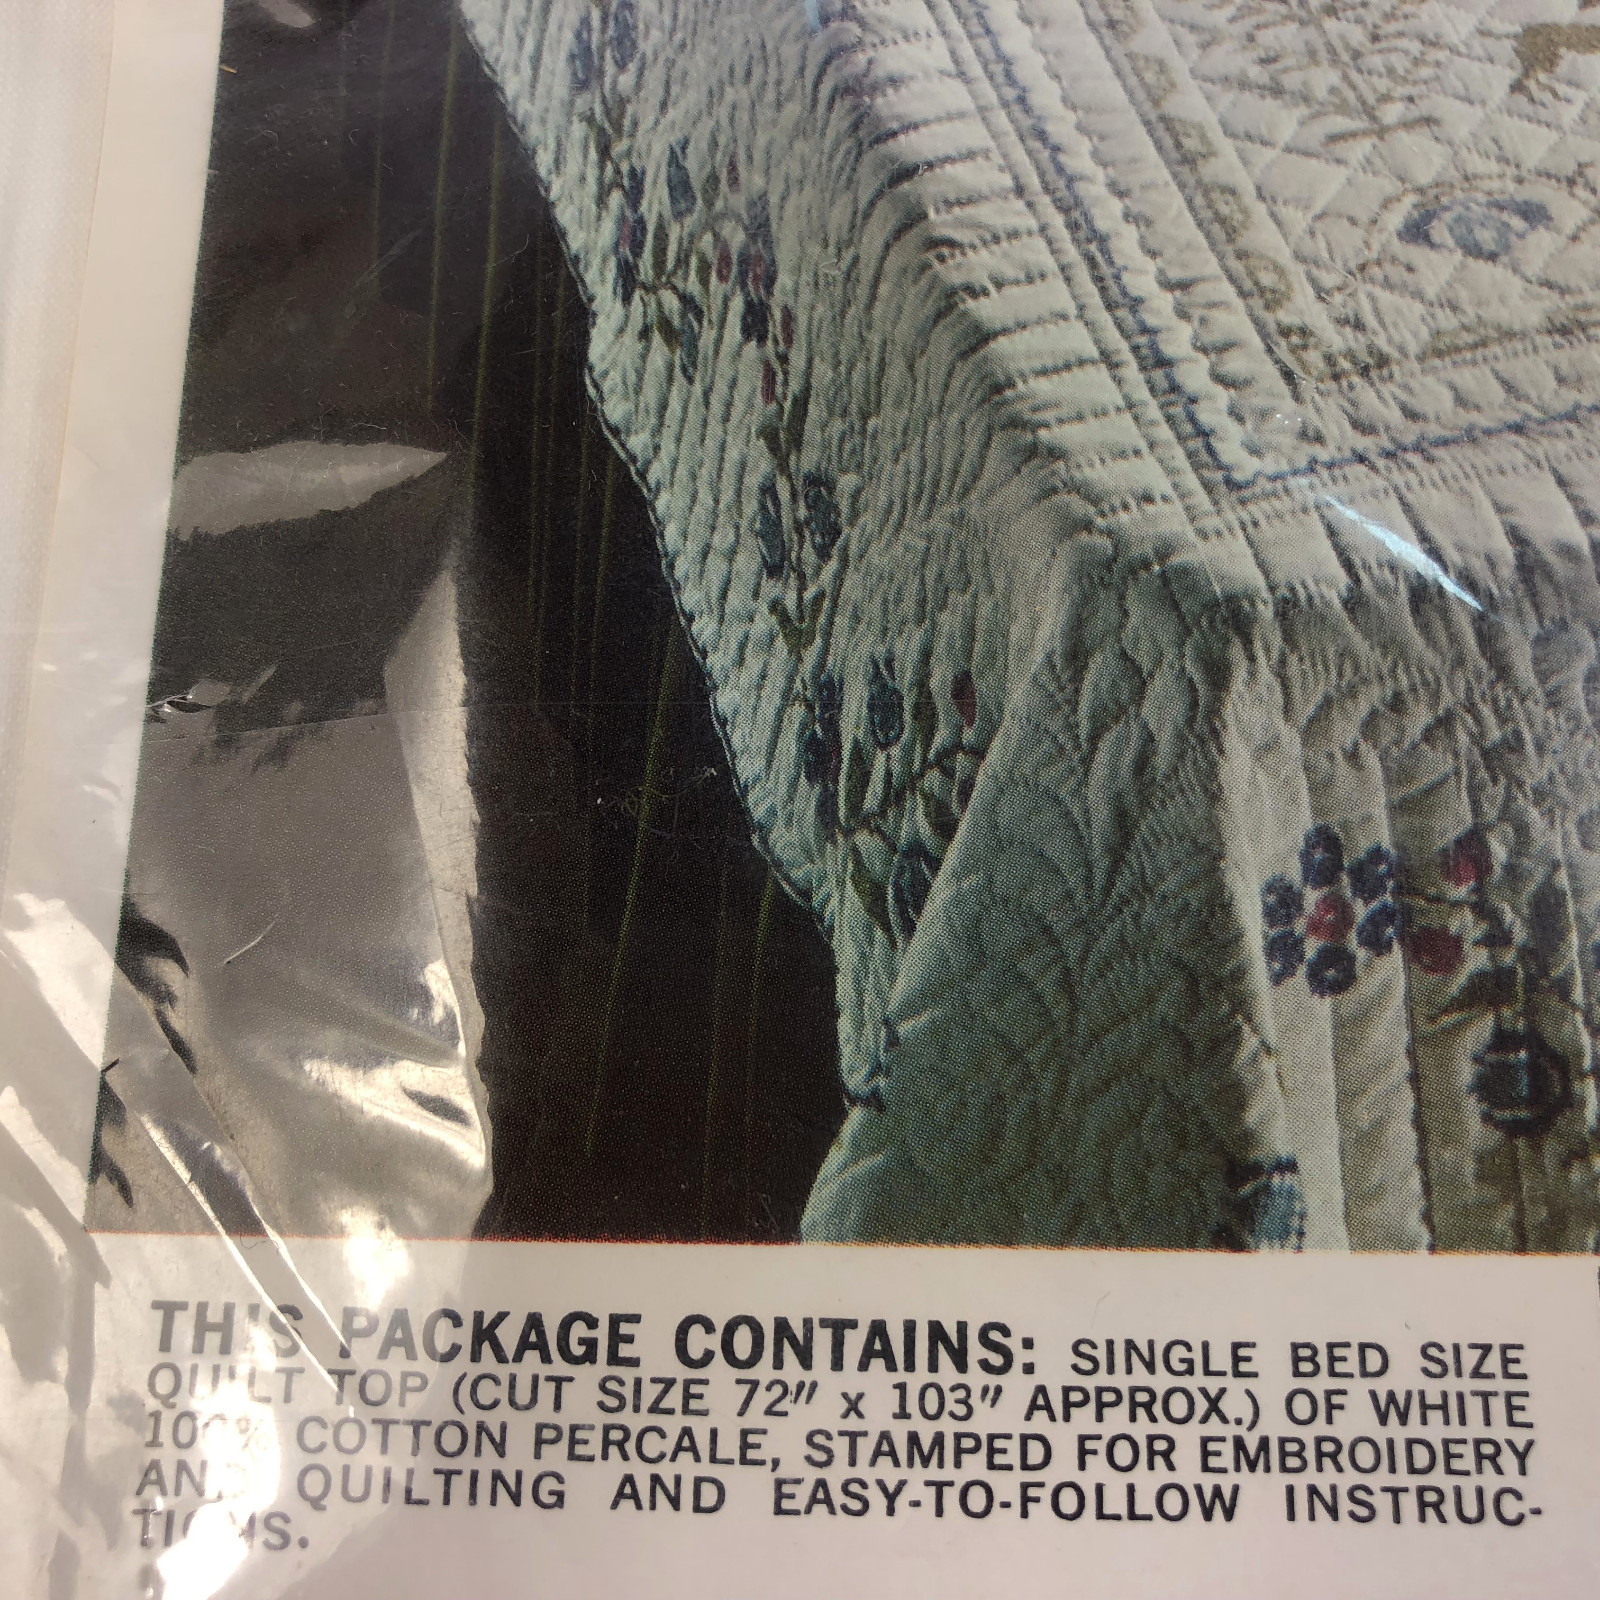 THIS PACKAGE CONTAINS: SINGLE BED SIZE
QUILT TOP (CUT SIZE 72″ x 103″ APPROX.) OF WHITE
100% COTTON PERCALE, STAMPED FOR EMBROIDERY
AND QUILTING AND EASY-TO-FOLLOW INSTRUC-
TIONS.